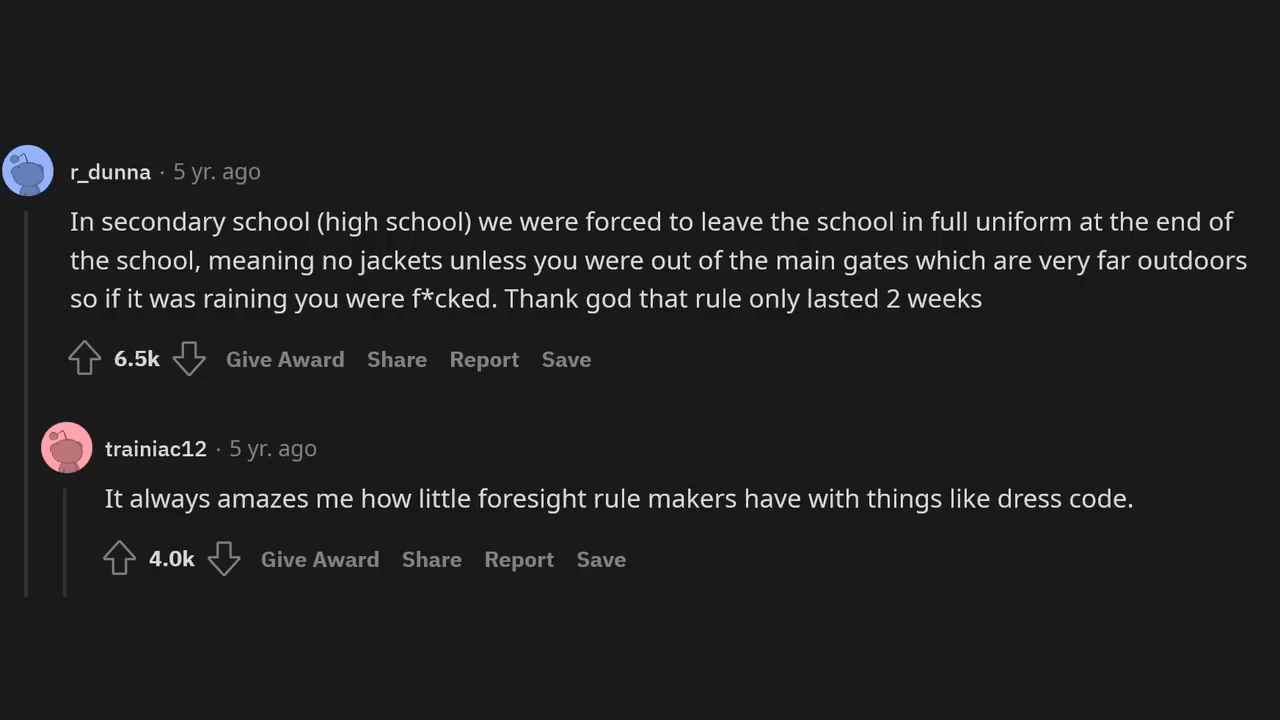 r_dunna · 5 yr. ago
In secondary school (high school) we were forced to leave the school in full uniform at the end of
the school, meaning no jackets unless you were out of the main gates which are very far outdoors
so if it was raining you were f*cked. Thank god that rule only lasted 2 weeks
6.5k Give Award Share Report Save
trainiac12 · 5 yr. ago
It always amazes me how little foresight rule makers have with things like dress code.
4.0k Give Award Share Report Save